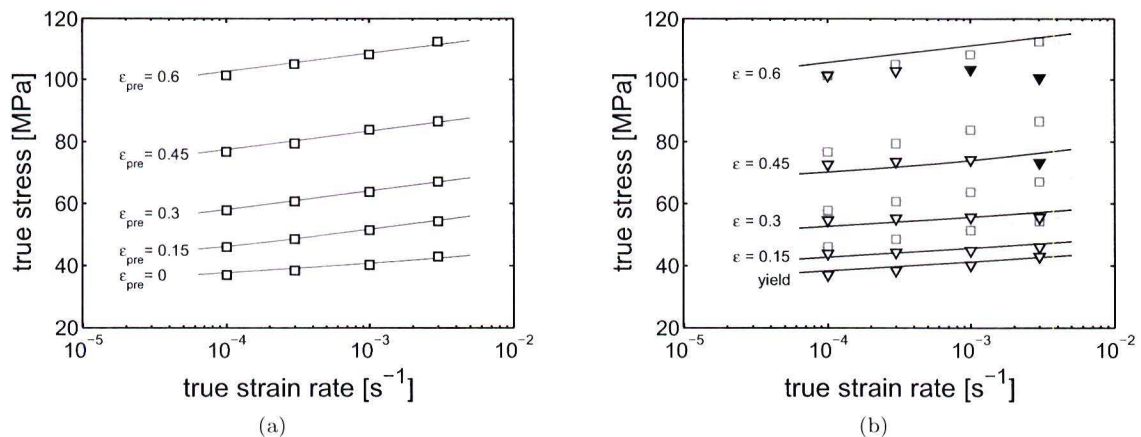 120
100
80
60
40
20
true stress [MPa]
ε_pre = 0.6
ε_pre = 0.45
ε_pre = 0.3
ε_pre = 0.15
ε_pre = 0
10⁻⁵
10⁻⁴
10⁻³
10⁻²
true strain rate [s⁻¹]
(a)
120
100
80
60
40
20
true stress [MPa]
ε = 0.6
ε = 0.45
ε = 0.3
ε = 0.15
yield
10⁻⁵
10⁻⁴
10⁻³
10⁻²
true strain rate [s⁻¹]
(b)